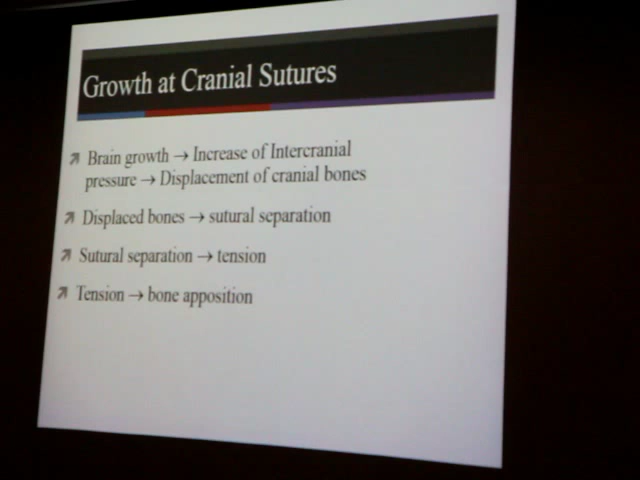 Growth at Cranial Sutures
Brain growth → Increase of Intercranial
pressure → Displacement of cranial bones
Displaced bones → sutural separation
Sutural separation → tension
Tension → bone apposition